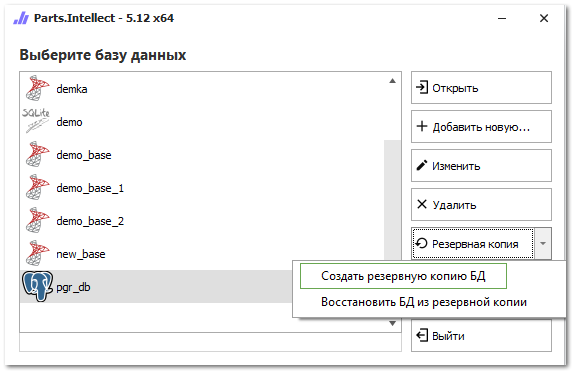 Parts.Intellect - 5.12 x64
Выберите базу данных
demka
SQLite
demo
demo_base
demo_base_1
demo_base_2
new_base
pgr_db
Открыть
Добавить новую...
Изменить
Удалить
Резервная копия
Создать резервную копию БД
Восстановить БД из резервной копии
Выйти